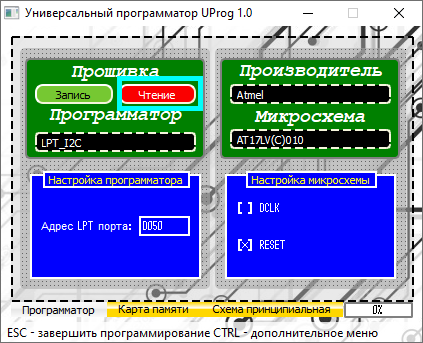 Универсальный программатор UProg 1.0
Прошивка
Запись Чтение
Программатор
LPT_I2C
Производитель
Atmel
Микросхема
AT17LV(C)010
Настройка программатора
Адрес LPT порта: D050
Настройка микросхемы
[ ] DCLK
[x] RESET
Программатор Карта памяти Схема принципиальная 0%
ESC - завершить программирование CTRL - дополнительное меню